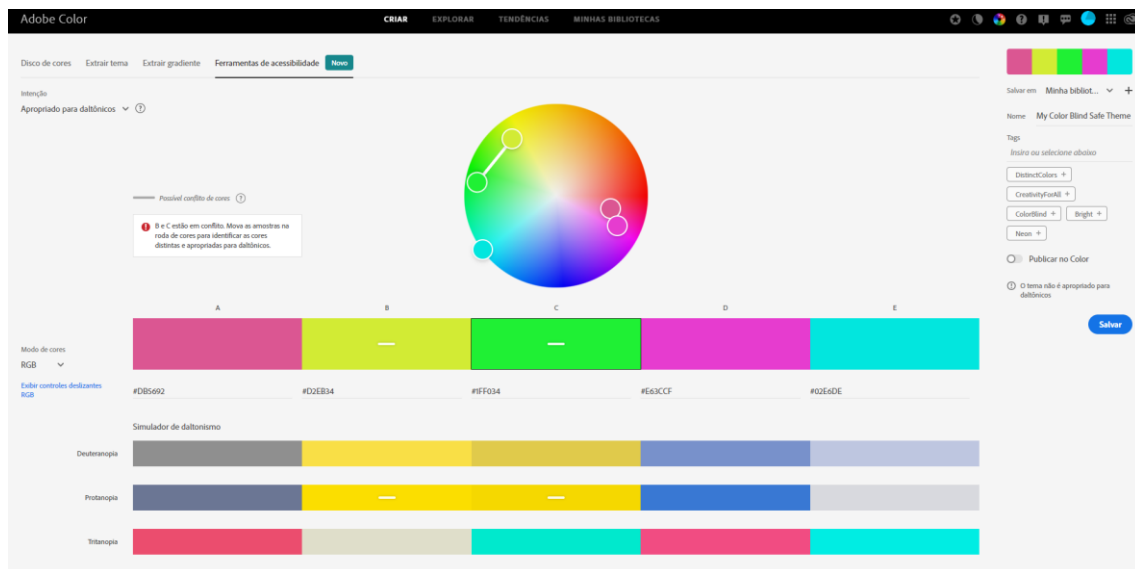 Adobe Color
CRIAR EXPLORAR TENDÊNCIAS MINHAS BIBLIOTECAS
Disco de cores Extrair tema Extrair gradiente Ferramentas de acessibilidade Novo
Intenção
Apropriado para daltônicos
Possível conflito de cores
B e C estão em conflito. Mova as amostras na
roda de cores para identificar as cores
distintas e apropriadas para daltônicos.
A B C D E
Modo de cores
RGB
Exibir controles deslizantes
RGB
#DB5692 #D2EB34 #1FF034 #E63CCF #02E6DE
Simulador de daltonismo
Deuteranopia
Protanopia
Tritanopia
Salvar em Minha bibliot...
Nome My Color Blind Safe Theme
Tags
Insira ou selecione abaixo
DistinctColors +
CreativityForAll +
ColorBlind + Bright +
Neon +
Publicar no Color
O tema não é apropriado para
daltônicos
Salvar